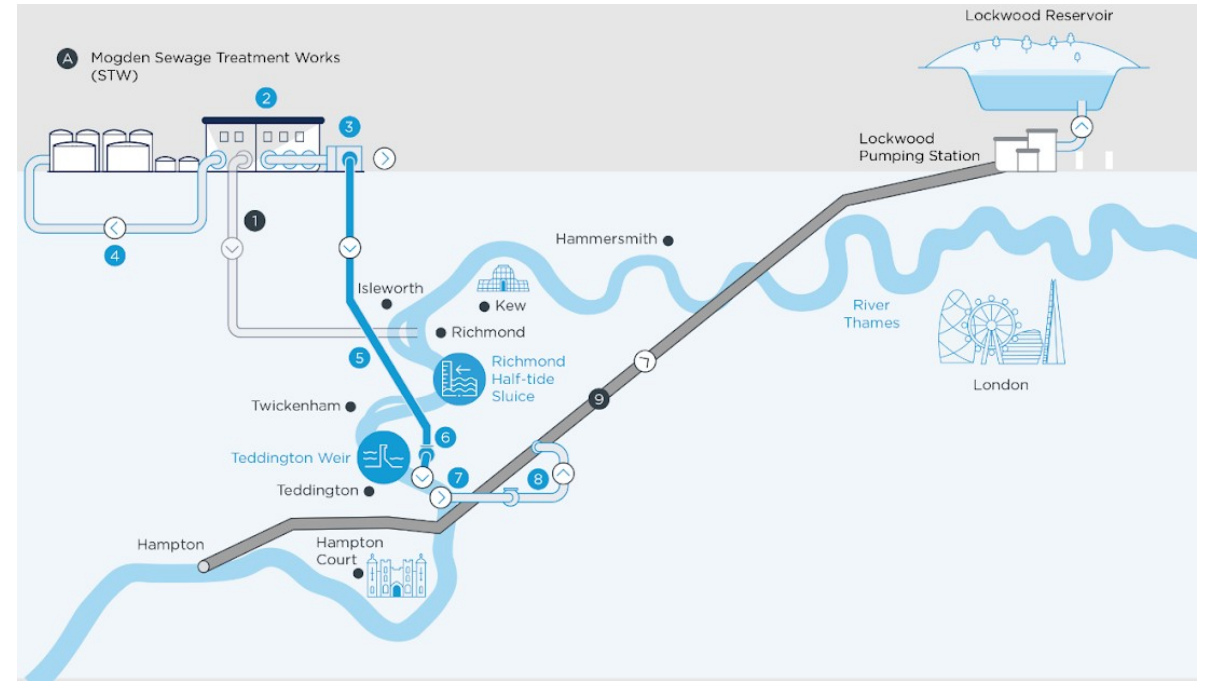 Lockwood Reservoir
A Mogden Sewage Treatment Works
(STW)
2
3
Lockwood
Pumping Station
1
4
Hammersmith
Isleworth
Kew
River
Thames
Richmond
5
Richmond
Half-tide
Sluice
London
9
Twickenham
6
Teddington Weir
7
8
Teddington
Hampton
Hampton
Court